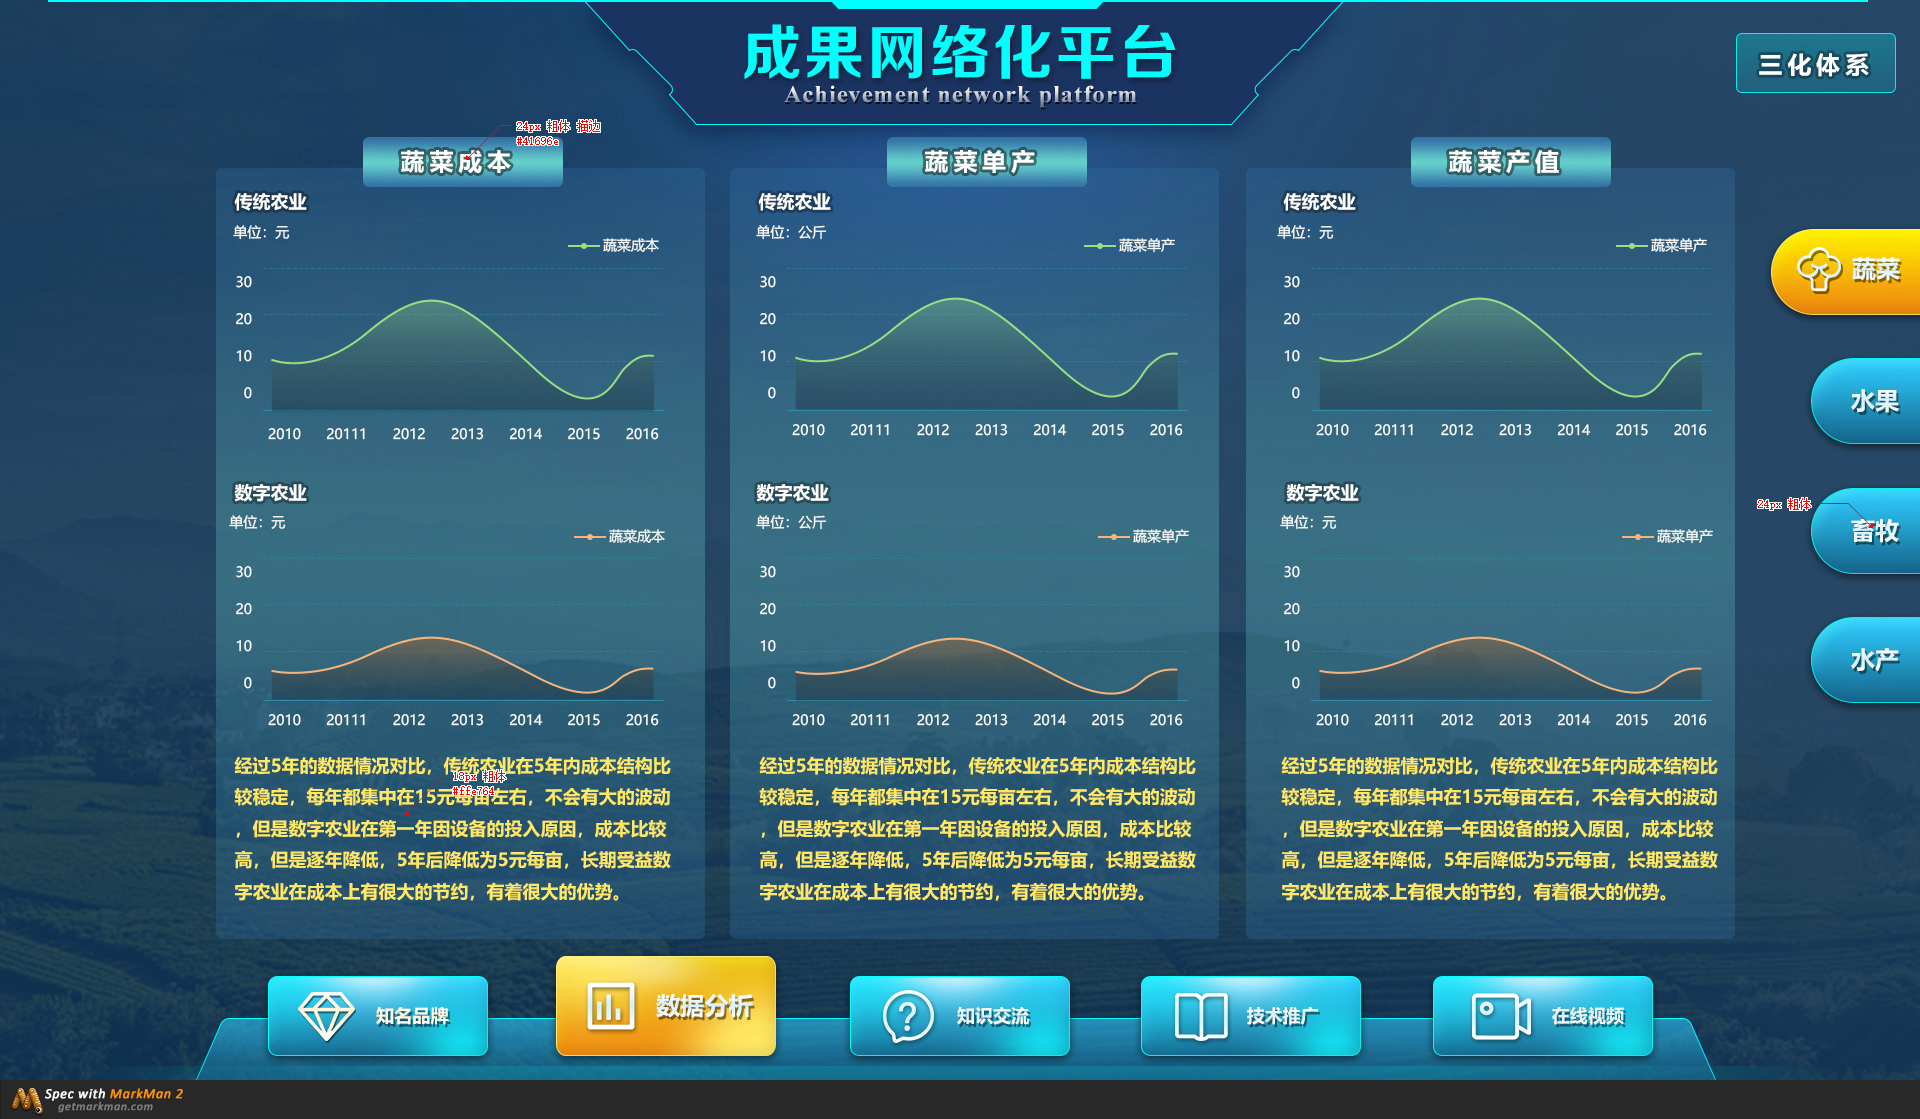 成果网络化平台
Achievement network platform
三化体系
24px 粗体 描边
#41696a
蔬菜成本
蔬菜单产
蔬菜产值
传统农业
单位：元
蔬菜成本
30
20
10
0
2010 20111 2012 2013 2014 2015 2016
传统农业
单位：公斤
蔬菜单产
30
20
10
0
2010 20111 2012 2013 2014 2015 2016
传统农业
单位：元
蔬菜单产
30
20
10
0
2010 20111 2012 2013 2014 2015 2016
数字农业
单位：元
蔬菜成本
30
20
10
0
2010 20111 2012 2013 2014 2015 2016
数字农业
单位：公斤
蔬菜单产
30
20
10
0
2010 20111 2012 2013 2014 2015 2016
数字农业
单位：元
蔬菜单产
30
20
10
0
2010 20111 2012 2013 2014 2015 2016
经过5年的数据情况对比，传统农业在5年内成本结构比
较稳定，每年都集中在15元每亩左右，不会有大的波动
，但是数字农业在第一年因设备的投入原因，成本比较
高，但是逐年降低，5年后降低为5元每亩，长期受益数
字农业在成本上有很大的节约，有着很大的优势。
18px 粗体
#ffe764
经过5年的数据情况对比，传统农业在5年内成本结构比
较稳定，每年都集中在15元每亩左右，不会有大的波动
，但是数字农业在第一年因设备的投入原因，成本比较
高，但是逐年降低，5年后降低为5元每亩，长期受益数
字农业在成本上有很大的节约，有着很大的优势。
经过5年的数据情况对比，传统农业在5年内成本结构比
较稳定，每年都集中在15元每亩左右，不会有大的波动
，但是数字农业在第一年因设备的投入原因，成本比较
高，但是逐年降低，5年后降低为5元每亩，长期受益数
字农业在成本上有很大的节约，有着很大的优势。
蔬菜
水果
24px 粗体
畜牧
水产
知名品牌
数据分析
知识交流
技术推广
在线视频
Spec with MarkMan 2
getmarkman.com